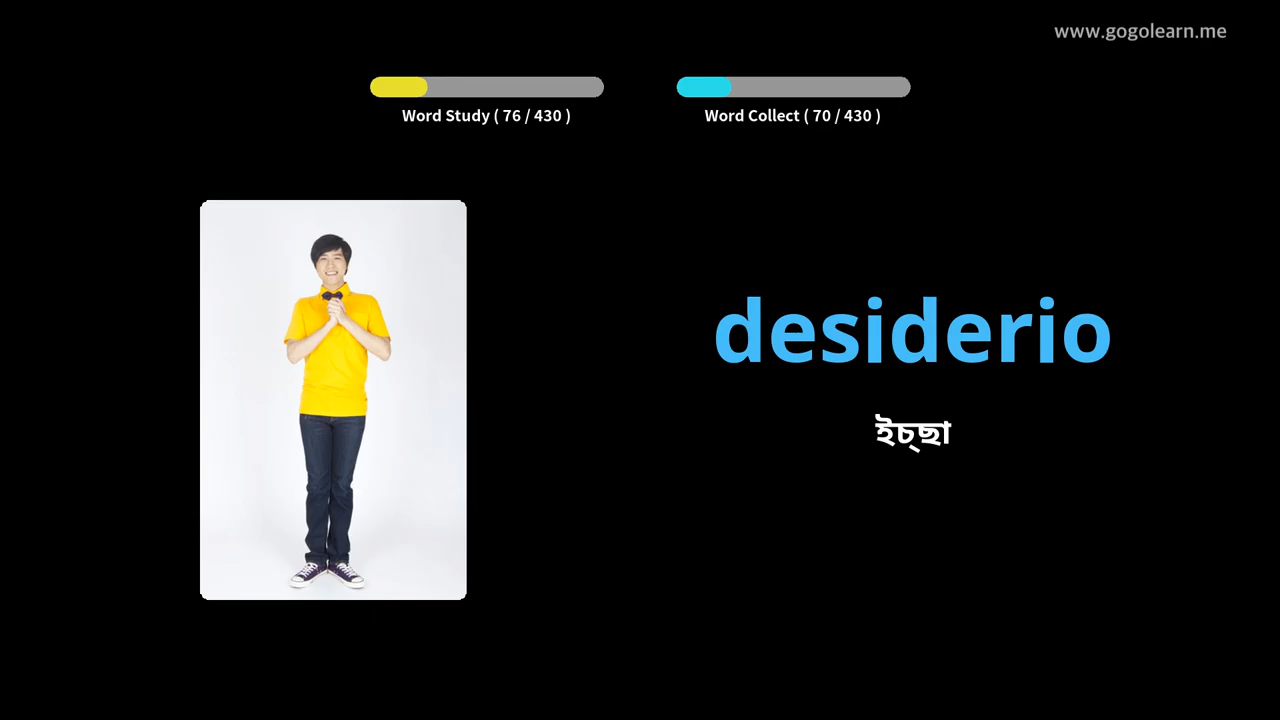 www.gogolearn.me
Word Study ( 76 / 430 )
Word Collect ( 70 / 430 )
desiderio
ইচ্ছা